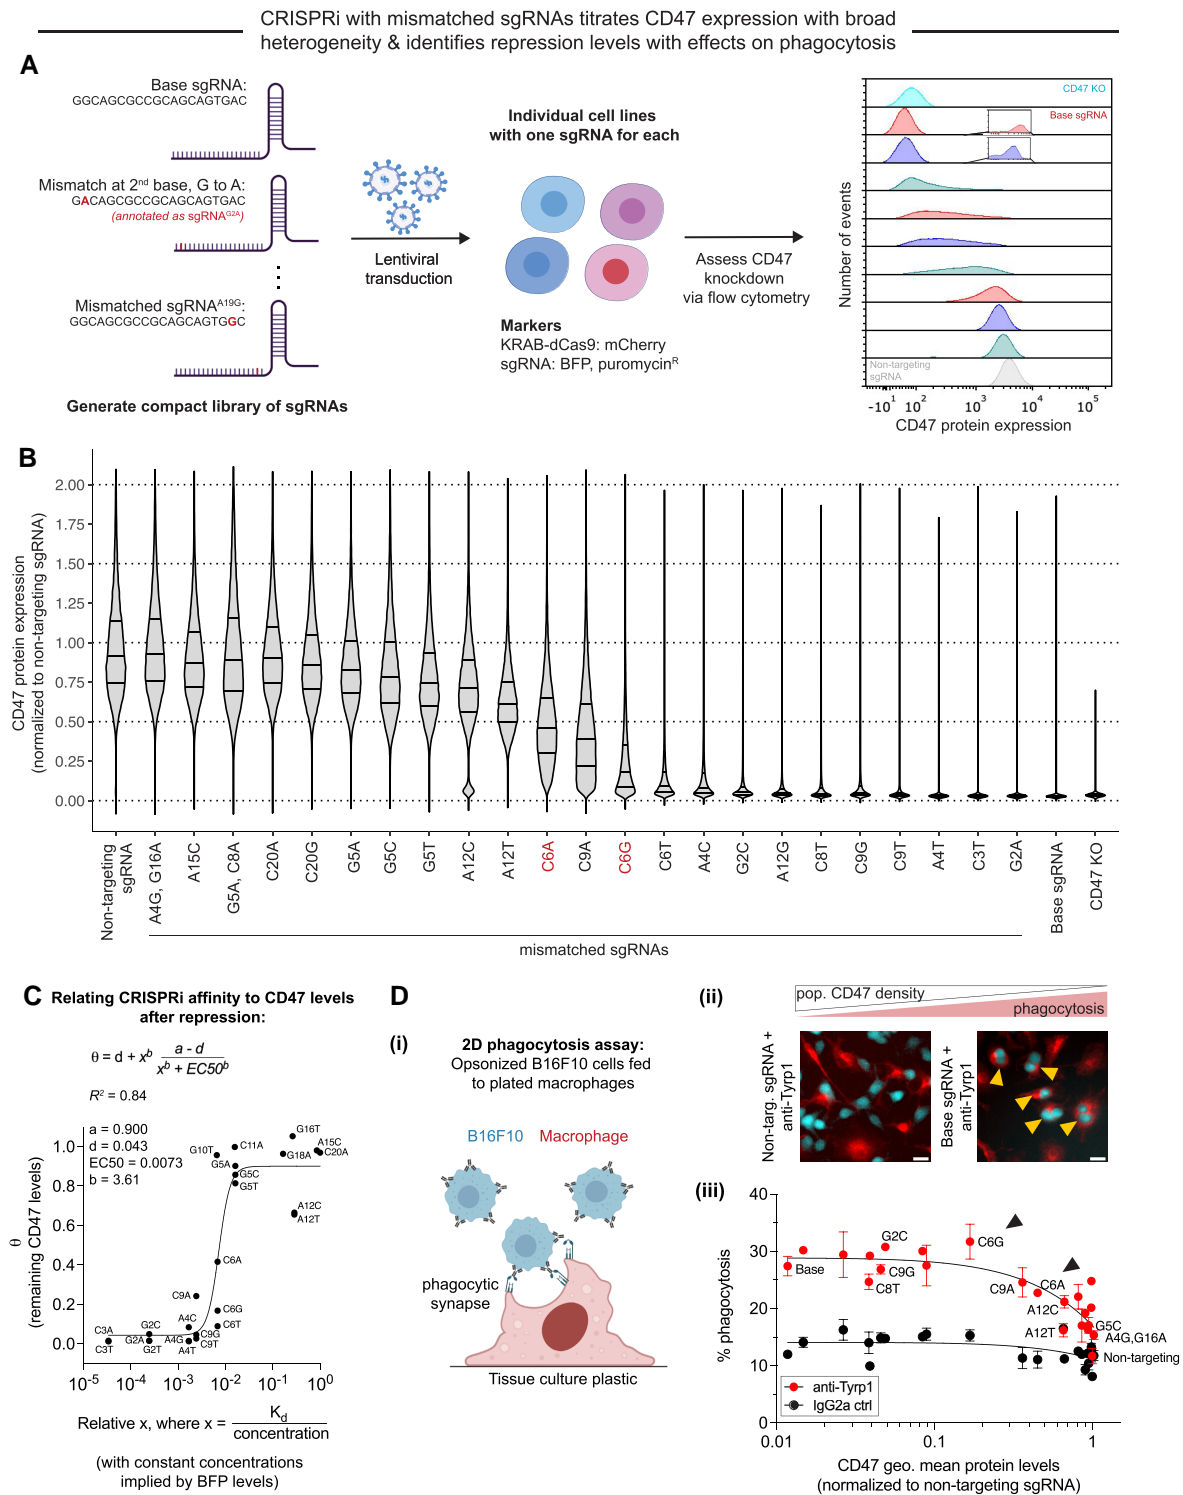 CRISPRi with mismatched sgRNAs titrates CD47 expression with broad
heterogeneity & identifies repression levels with effects on phagocytosis
A
Base sgRNA:
GGCAGCGCCGCAGCAGTGAC
Mismatch at 2nd base, G to A:
GACAGCGCCGCAGCAGTGAC
(annotated as sgRNAG2A)
Mismatched sgRNAA19G:
GGCAGCGCCGCAGCAGTGGC
Generate compact library of sgRNAs
Lentiviral
transduction
Individual cell lines
with one sgRNA for each
Markers
KRAB-dCas9: mCherry
sgRNA: BFP, puromycinR
Assess CD47
knockdown
via flow cytometry
Number of events
CD47 KO
Base sgRNA
Non-targeting
sgRNA
-10¹ 10² 10³ 10⁴ 10⁵
CD47 protein expression
B
CD47 protein expression
(normalized to non-targeting sgRNA)
2.00
1.75
1.50
1.25
1.00
0.75
0.50
0.25
0.00
Non-targeting
sgRNA
A4G, G16A
A15C
G5A, C8A
C20A
C20G
G5A
G5C
G5T
A12C
A12T
C6A
C9A
C6G
C6T
A4C
G2C
A12G
C8T
C9G
C9T
A4T
C3T
G2A
Base sgRNA
CD47 KO
mismatched sgRNAs
C
Relating CRISPRi affinity to CD47 levels
after repression:
θ = d + x^b (a - d) / (x^b + EC50^b)
R² = 0.84
a = 0.900
d = 0.043
EC50 = 0.0073
b = 3.61
θ
(remaining CD47 levels)
1.0
0.8
0.6
0.4
0.2
0.0
G16T
C11A
G10T
A15C
G18A
C20A
G5A
G5C
G5T
A12C
A12T
C6A
C9A
C6G
A4C
C6T
C3A
G2C
C9G
G2A
A4G
C3T
G2T
A4T
C9T
10⁻⁵ 10⁻⁴ 10⁻³ 10⁻² 10⁻¹ 10⁰
Relative x, where x = Kd / concentration
(with constant concentrations
implied by BFP levels)
D
(i)
2D phagocytosis assay:
Opsonized B16F10 cells fed
to plated macrophages
B16F10 Macrophage
phagocytic
synapse
Tissue culture plastic
(ii)
pop. CD47 density
phagocytosis
Non-targ. sgRNA +
anti-Tyrp1
Base sgRNA +
anti-Tyrp1
(iii)
% phagocytosis
40
30
20
10
0
G2C
C6G
Base
C9G
C8T
C9A
C6A
A12C
A12T
G5C
A4G,G16A
Non-targeting
anti-Tyrp1
IgG2a ctrl
0.01 0.1 1
CD47 geo. mean protein levels
(normalized to non-targeting sgRNA)